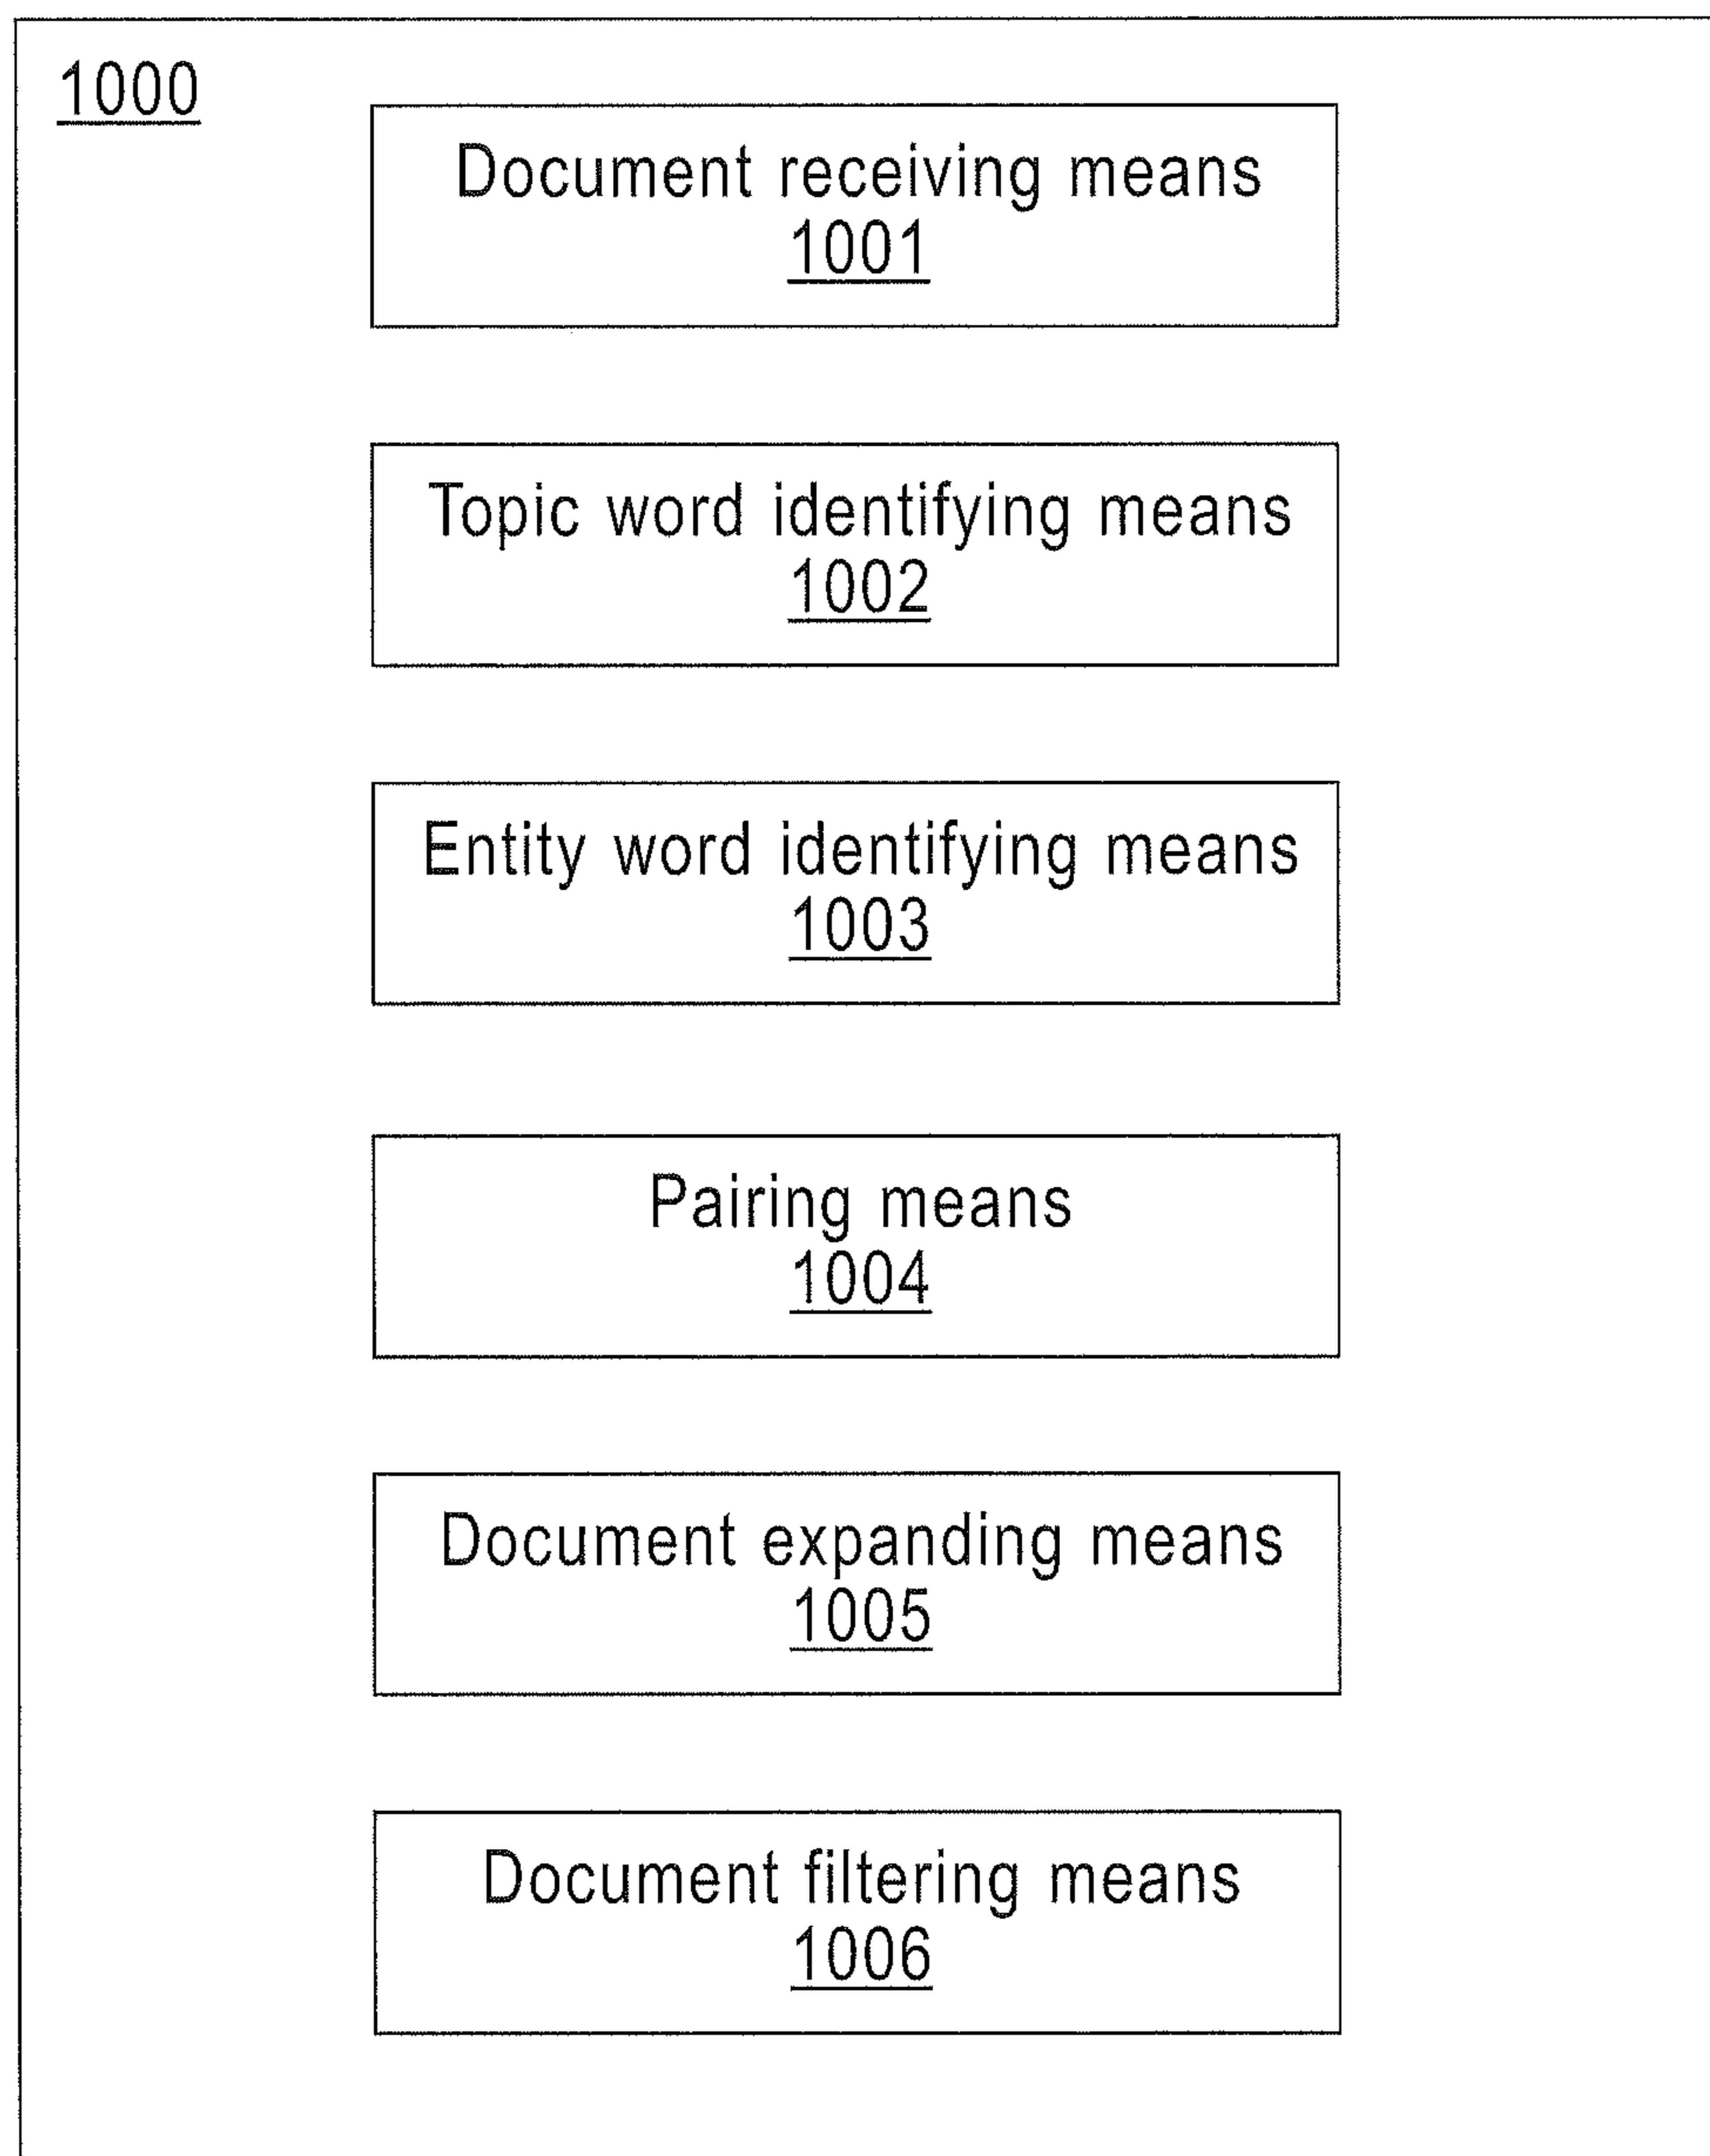 1000
Document receiving means
1001
Topic word identifying means
1002
Entity word identifying means
1003
Pairing means
1004
Document expanding means
1005
Document filtering means
1006